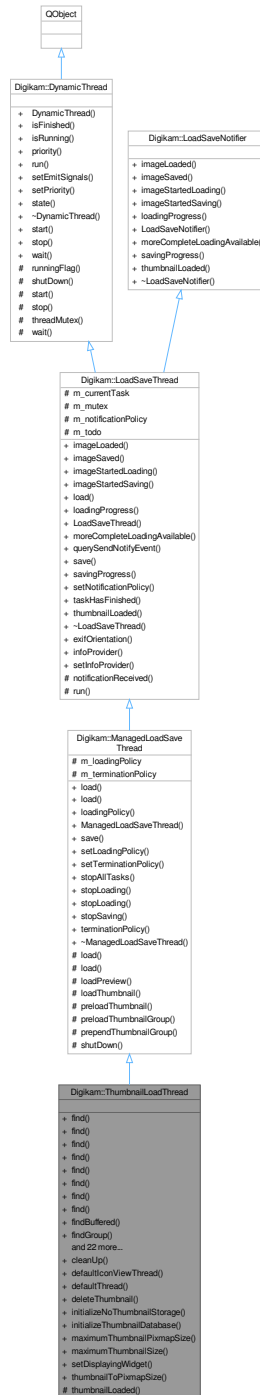 QObject
Digikam::DynamicThread
+ DynamicThread()
+ isFinished()
+ isRunning()
+ priority()
+ run()
+ setEmitSignals()
+ setPriority()
+ state()
+ ~DynamicThread()
+ start()
+ stop()
+ wait()
# runningFlag()
# shutDown()
# start()
# stop()
# threadMutex()
# wait()
Digikam::LoadSaveNotifier
+ imageLoaded()
+ imageSaved()
+ imageStartedLoading()
+ imageStartedSaving()
+ loadingProgress()
+ LoadSaveNotifier()
+ moreCompleteLoadingAvailable()
+ savingProgress()
+ thumbnailLoaded()
+ ~LoadSaveNotifier()
Digikam::LoadSaveThread
# m_currentTask
# m_mutex
# m_notificationPolicy
# m_todo
+ imageLoaded()
+ imageSaved()
+ imageStartedLoading()
+ imageStartedSaving()
+ load()
+ loadingProgress()
+ LoadSaveThread()
+ moreCompleteLoadingAvailable()
+ querySendNotifyEvent()
+ save()
+ savingProgress()
+ setNotificationPolicy()
+ taskHasFinished()
+ thumbnailLoaded()
+ ~LoadSaveThread()
+ exifOrientation()
+ infoProvider()
+ setInfoProvider()
# notificationReceived()
# run()
Digikam::ManagedLoadSave
Thread
# m_loadingPolicy
# m_terminationPolicy
+ load()
+ load()
+ loadingPolicy()
+ ManagedLoadSaveThread()
+ save()
+ setLoadingPolicy()
+ setTerminationPolicy()
+ stopAllTasks()
+ stopLoading()
+ stopLoading()
+ stopSaving()
+ terminationPolicy()
+ ~ManagedLoadSaveThread()
# load()
# load()
# loadPreview()
# loadThumbnail()
# preloadThumbnail()
# preloadThumbnailGroup()
# prependThumbnailGroup()
# shutDown()
Digikam::ThumbnailLoadThread
+ find()
+ find()
+ find()
+ find()
+ find()
+ find()
+ find()
+ find()
+ findBuffered()
+ findGroup()
and 22 more...
+ cleanUp()
+ defaultIconViewThread()
+ defaultThread()
+ deleteThumbnail()
+ initializeNoThumbnailStorage()
+ initializeThumbnailDatabase()
+ maximumThumbnailPixmapSize()
+ maximumThumbnailSize()
+ setDisplayingWidget()
+ thumbnailToPixmapSize()
# thumbnailLoaded()